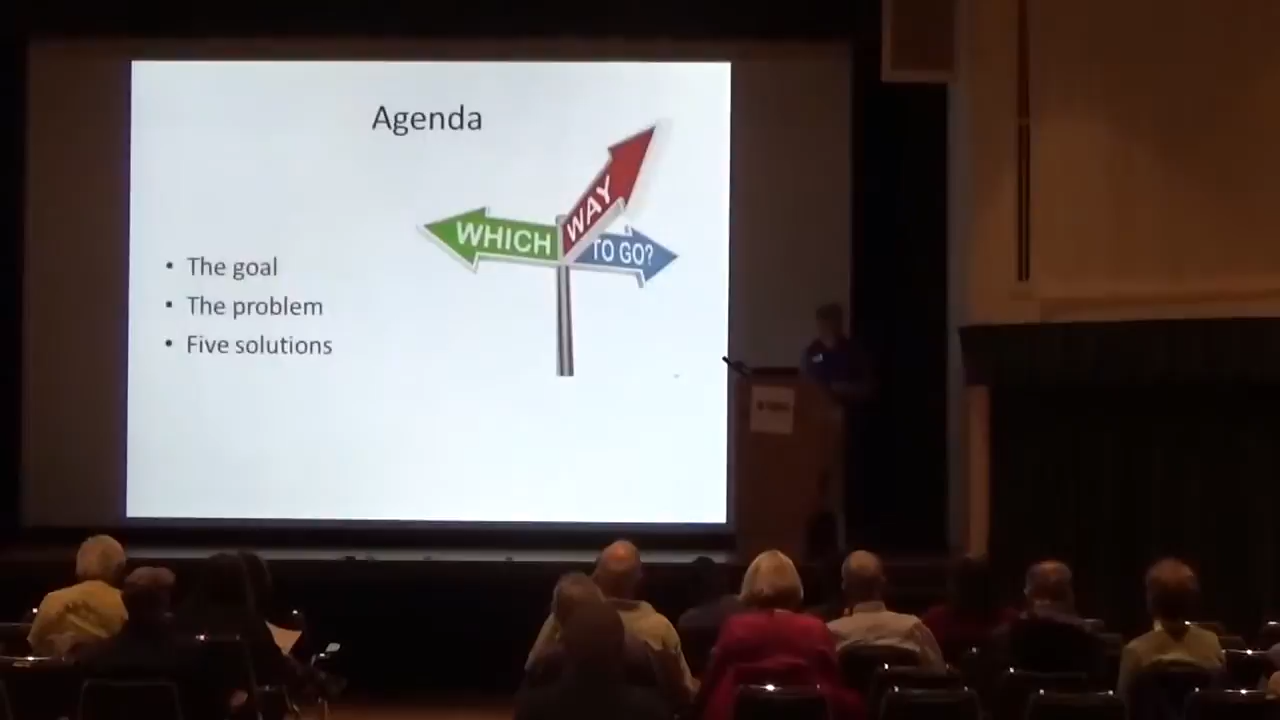 Agenda
WHICH
WAY
TO GO?
• The goal
• The problem
• Five solutions